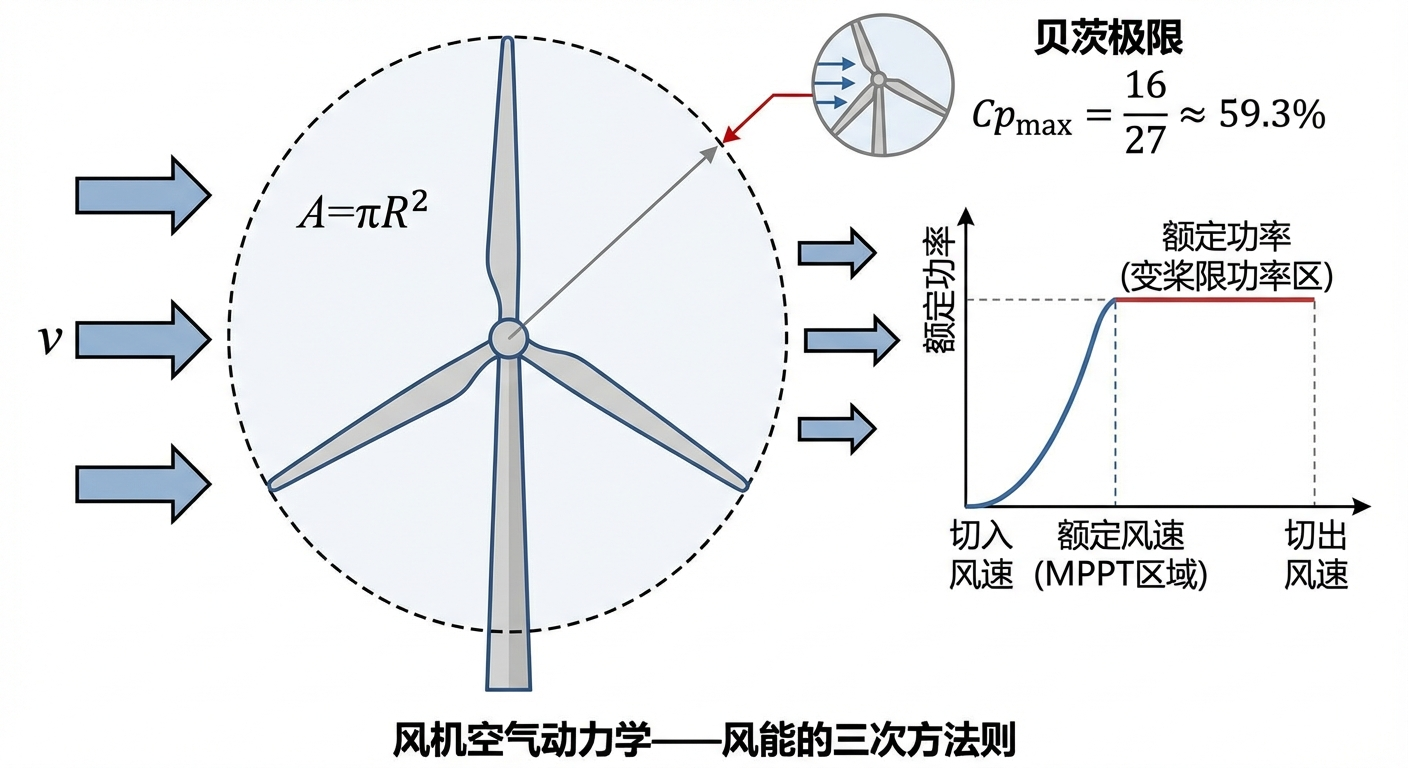 贝茨极限
Cp_max = 16/27 ≈ 59.3%
A=πR²
v
额定功率
额定功率
(变桨限功率区)
切入
风速
额定风速
(MPPT区域)
切出
风速
风机空气动力学——风能的三次方法则